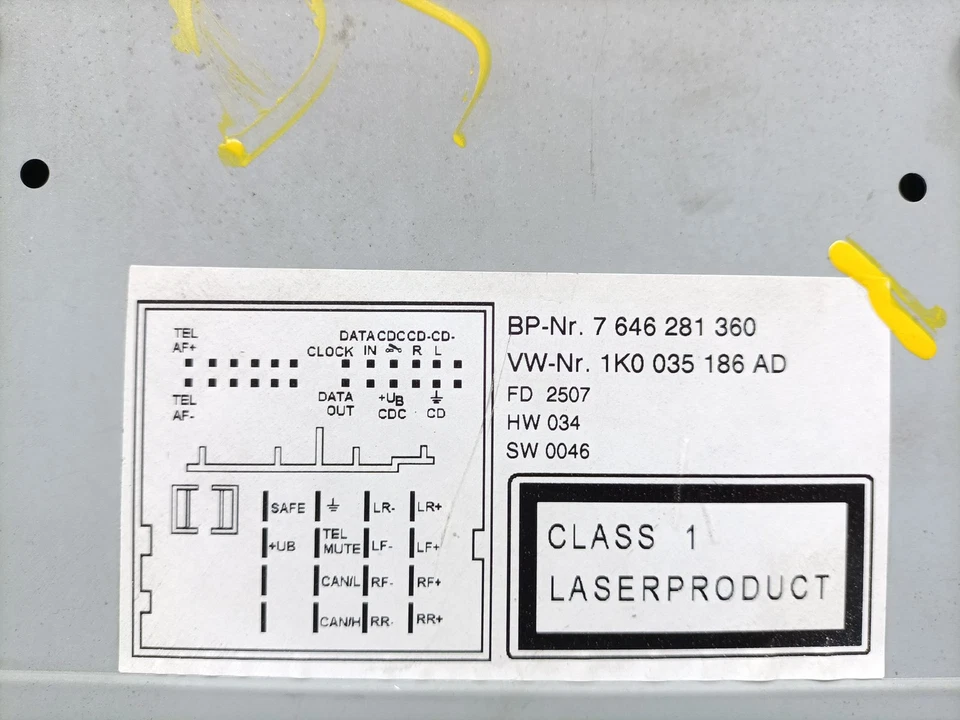 TEL
AF+
DATA CDC CD- CD-
CLOCK IN R L
TEL
AF-
DATA +UB
OUT CDC CD
SAFE LR- LR+
+UB TEL MUTE LF- LF+
CAN/L RF- RF+
CAN/H RR- RR+
BP-Nr. 7 646 281 360
VW-Nr. 1K0 035 186 AD
FD 2507
HW 034
SW 0046
CLASS 1
LASERPRODUCT